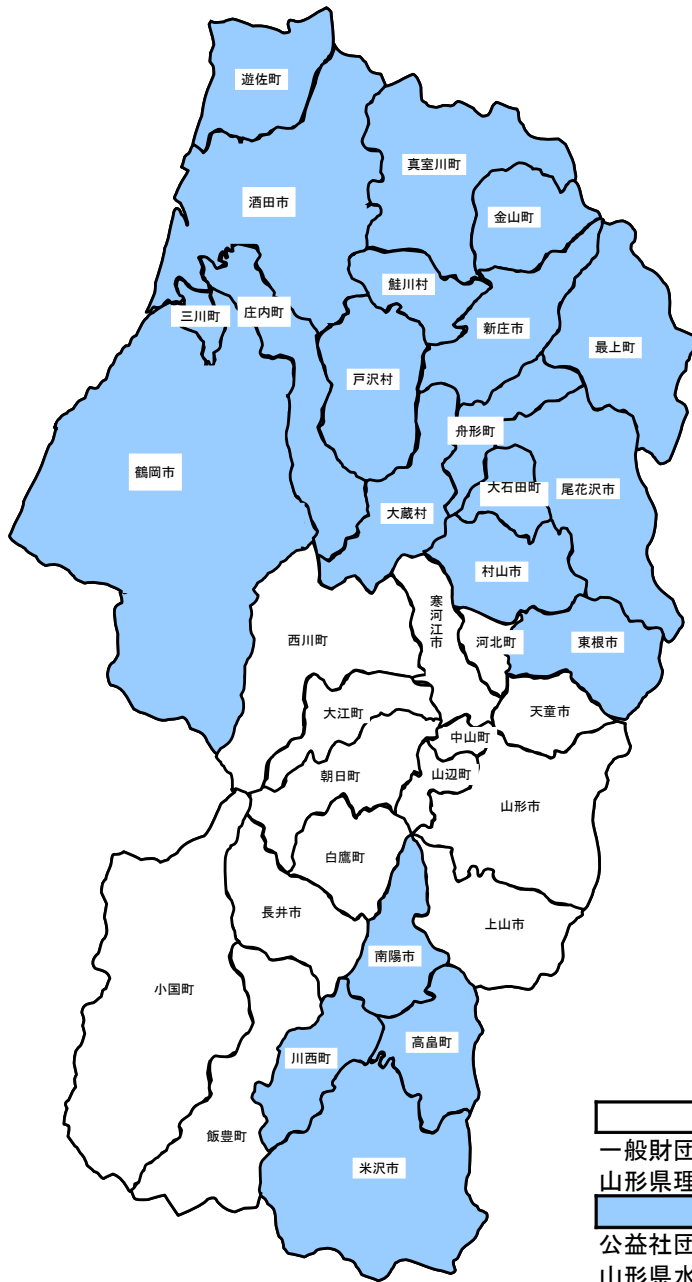 遊佐町
真室川町
酒田市
金山町
鮭川村
三川町
庄内町
新庄市
最上町
戸沢村
舟形町
鶴岡市
大石田町
尾花沢市
大蔵村
村山市
寒河江市
西川町
河北町
東根市
大江町
天童市
中山町
朝日町
山辺町
山形市
白鷹町
長井市
上山市
南陽市
小国町
高畠町
川西町
飯豊町
米沢市
一般財団
山形県理
公益社団
山形県水